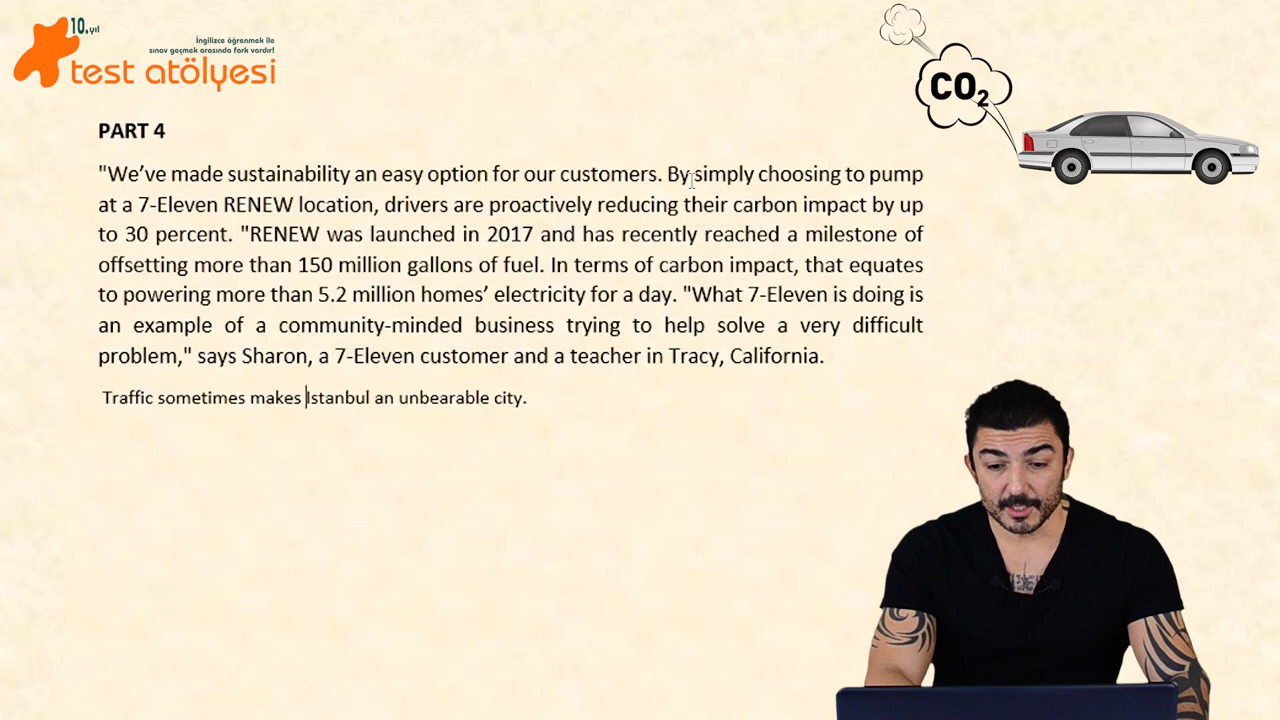 10.yıl
İngilizce öğrenmek ile
sınav geçmek arasında fark vardır!
test atölyesi
CO₂
PART 4
"We’ve made sustainability an easy option for our customers. By simply choosing to pump
at a 7-Eleven RENEW location, drivers are proactively reducing their carbon impact by up
to 30 percent. "RENEW was launched in 2017 and has recently reached a milestone of
offsetting more than 150 million gallons of fuel. In terms of carbon impact, that equates
to powering more than 5.2 million homes’ electricity for a day. "What 7-Eleven is doing is
an example of a community-minded business trying to help solve a very difficult
problem," says Sharon, a 7-Eleven customer and a teacher in Tracy, California.
Traffic sometimes makes Istanbul an unbearable city.